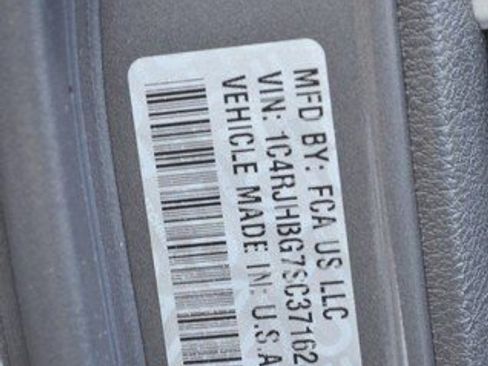 MFD BY: FCA US LLC
VIN: 1C4RJHBG7SC37162
VEHICLE MADE IN: U.S.A